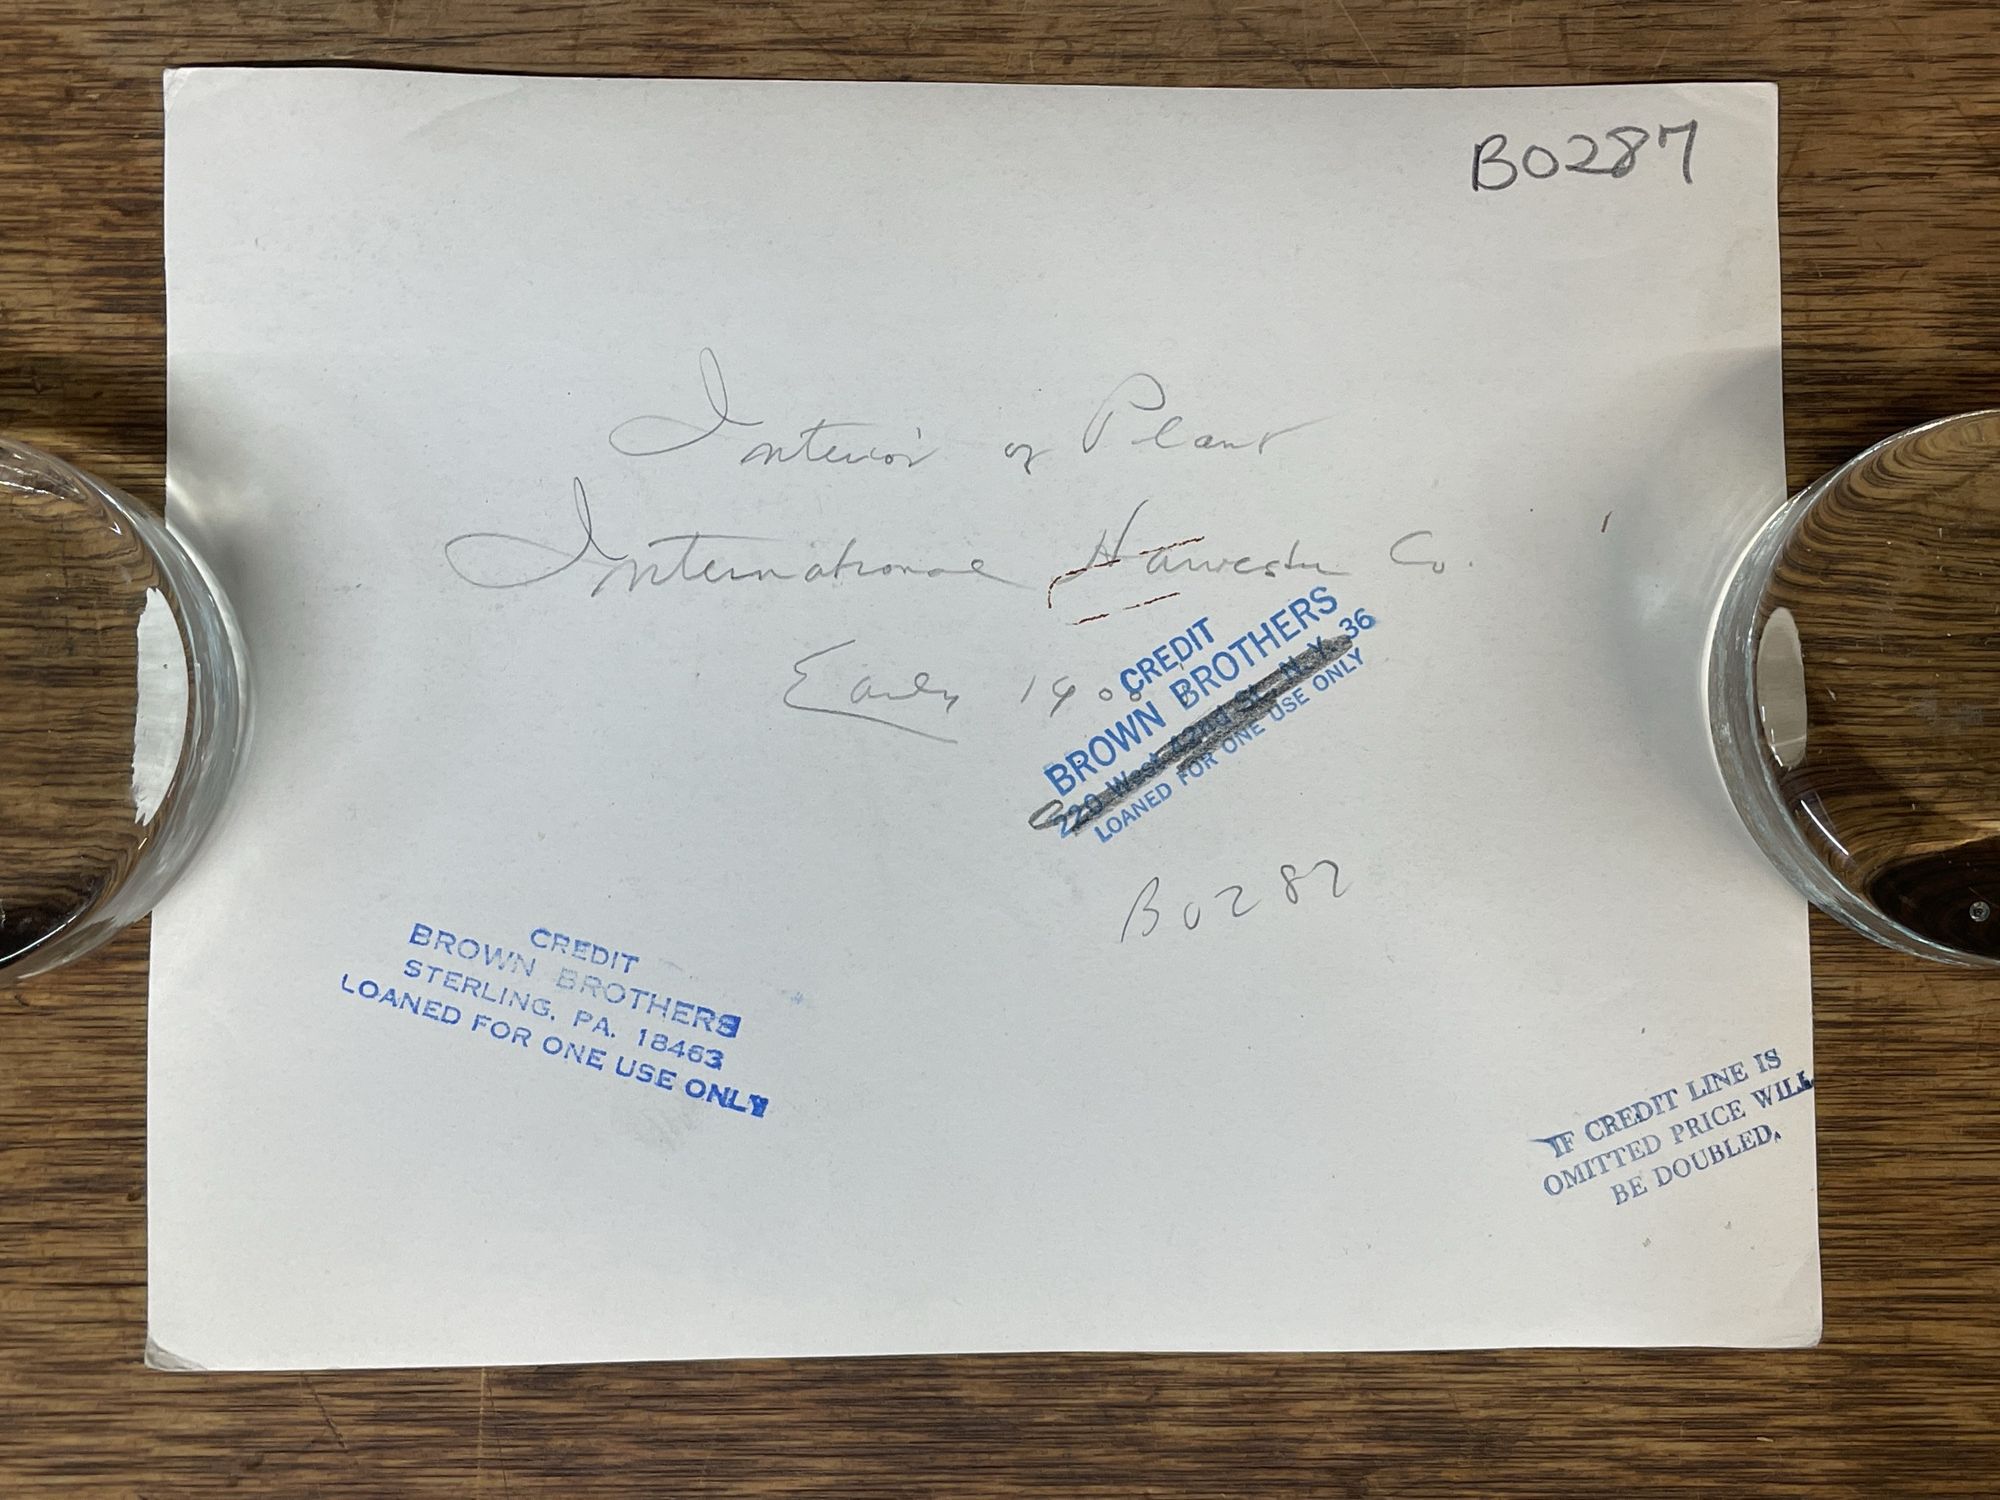 B0287
Interior of Plant
International Harvester Co.
Early 1900's
CREDIT
BROWN BROTHERS
220 West 42nd St., N.Y. 36
LOANED FOR ONE USE ONLY
B0287
CREDIT
BROWN BROTHERS
STERLING, PA. 18463
LOANED FOR ONE USE ONLY
IF CREDIT LINE IS
OMITTED PRICE WILL
BE DOUBLED.